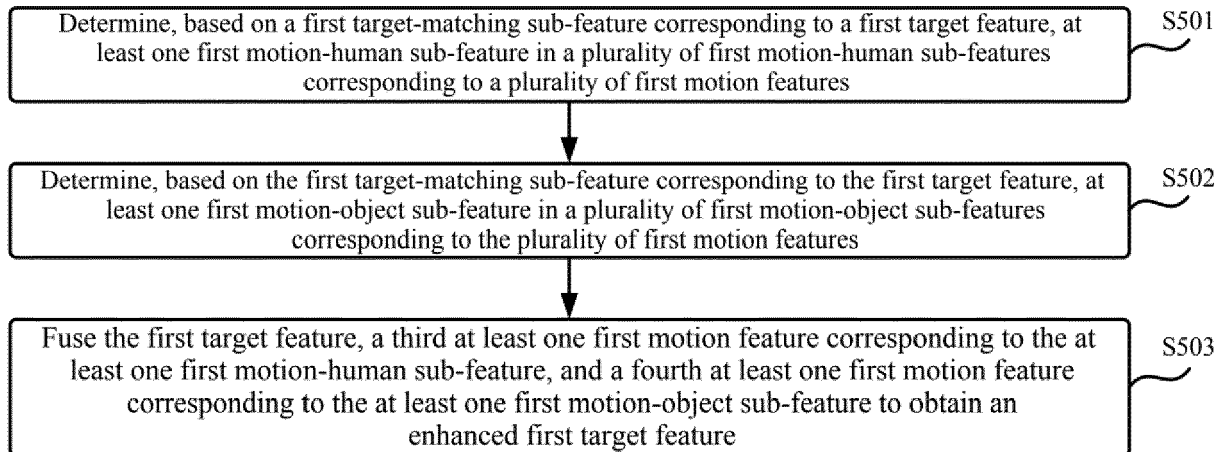 Determine, based on a first target-matching sub-feature corresponding to a first target feature, at
least one first motion-human sub-feature in a plurality of first motion-human sub-features
corresponding to a plurality of first motion features
S501
Determine, based on the first target-matching sub-feature corresponding to the first target feature, at
least one first motion-object sub-feature in a plurality of first motion-object sub-features
corresponding to the plurality of first motion features
S502
Fuse the first target feature, a third at least one first motion feature corresponding to the at
least one first motion-human sub-feature, and a fourth at least one first motion feature
corresponding to the at least one first motion-object sub-feature to obtain an
enhanced first target feature
S503